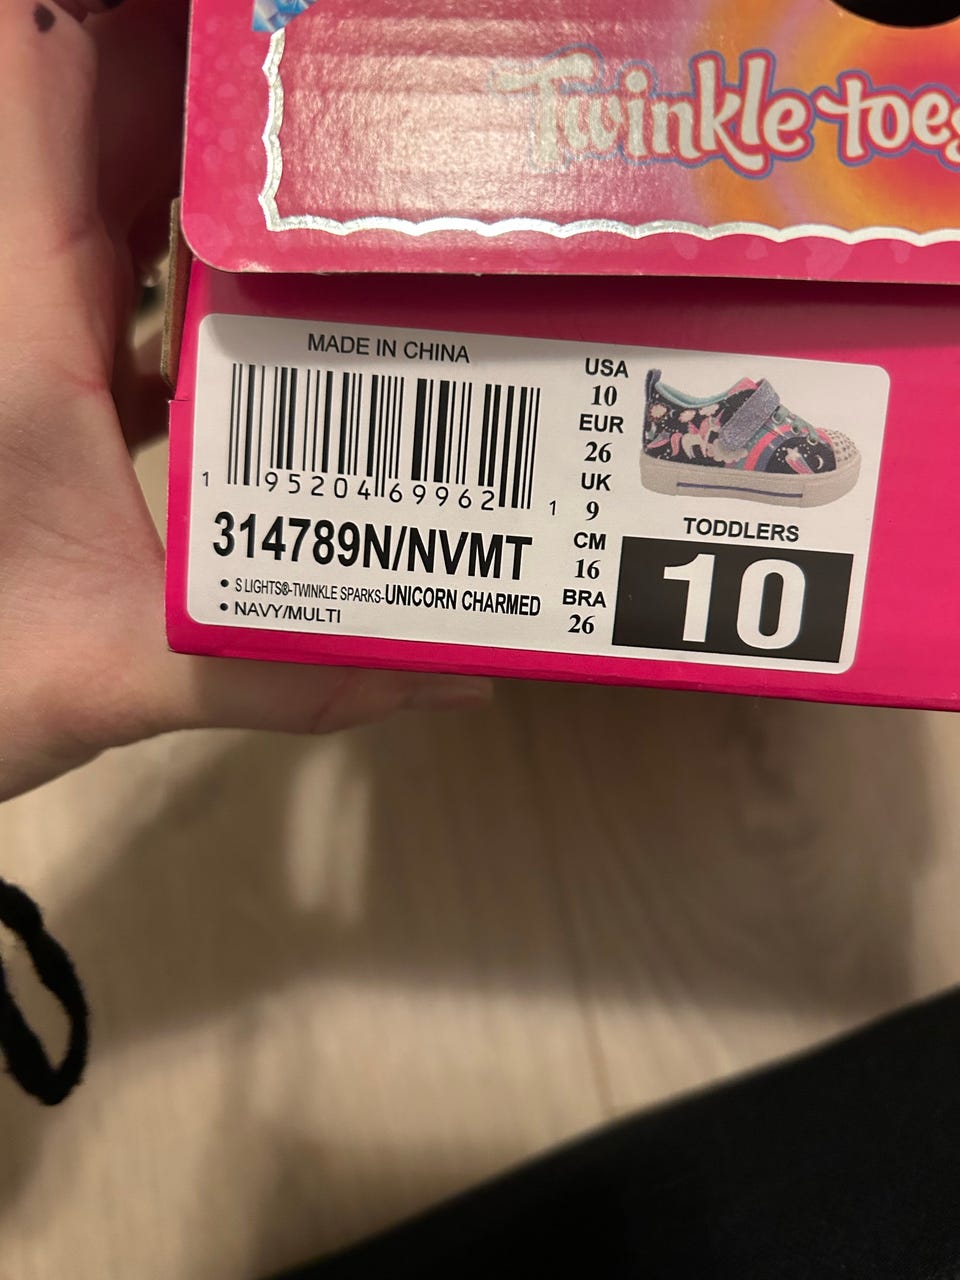 Twinkle toes
MADE IN CHINA
1 95204 69962 1
314789N/NVMT
• S LIGHTS®-TWINKLE SPARKS-UNICORN CHARMED
• NAVY/MULTI
USA
10
EUR
26
UK
9
CM
16
BRA
26
TODDLERS
10